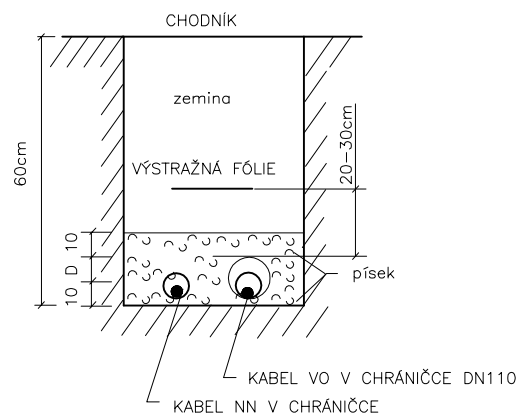 CHODNÍK
zemina
60cm
VÝSTRAŽNÁ FÓLIE
20-30cm
10 D 10
písek
KABEL VO V CHRÁNIČCE DN110
KABEL NN V CHRÁNIČCE